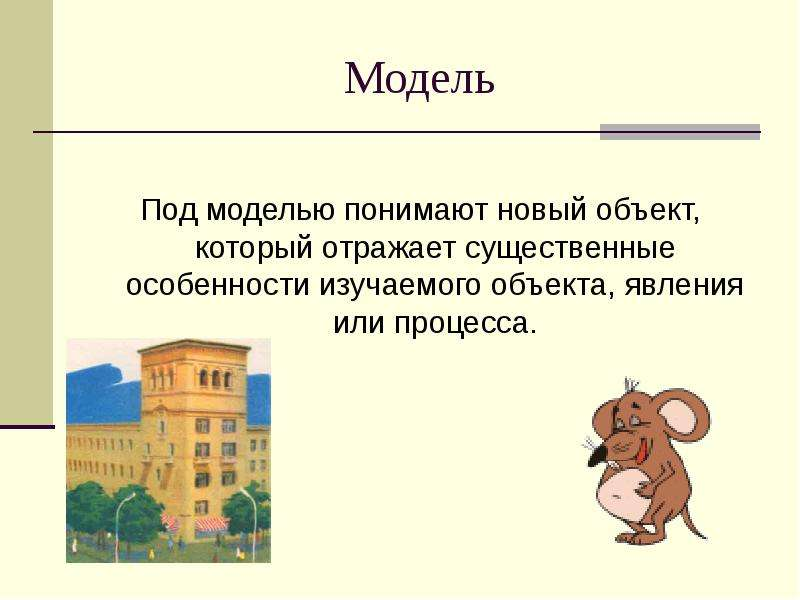 Модель
Под моделью понимают новый объект,
который отражает существенные
особенности изучаемого объекта, явления
или процесса.